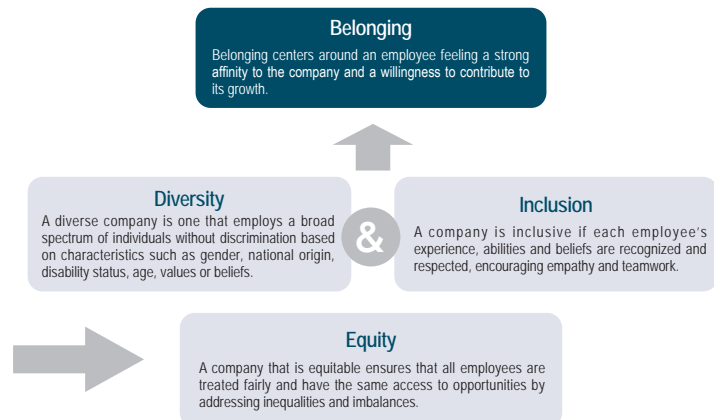 Belonging
Belonging centers around an employee feeling a strong
affinity to the company and a willingness to contribute to
its growth.
Diversity
A diverse company is one that employs a broad
spectrum of individuals without discrimination based
on characteristics such as gender, national origin,
disability status, age, values or beliefs.
&
Inclusion
A company is inclusive if each employee's
experience, abilities and beliefs are recognized and
respected, encouraging empathy and teamwork.
Equity
A company that is equitable ensures that all employees are
treated fairly and have the same access to opportunities by
addressing inequalities and imbalances.